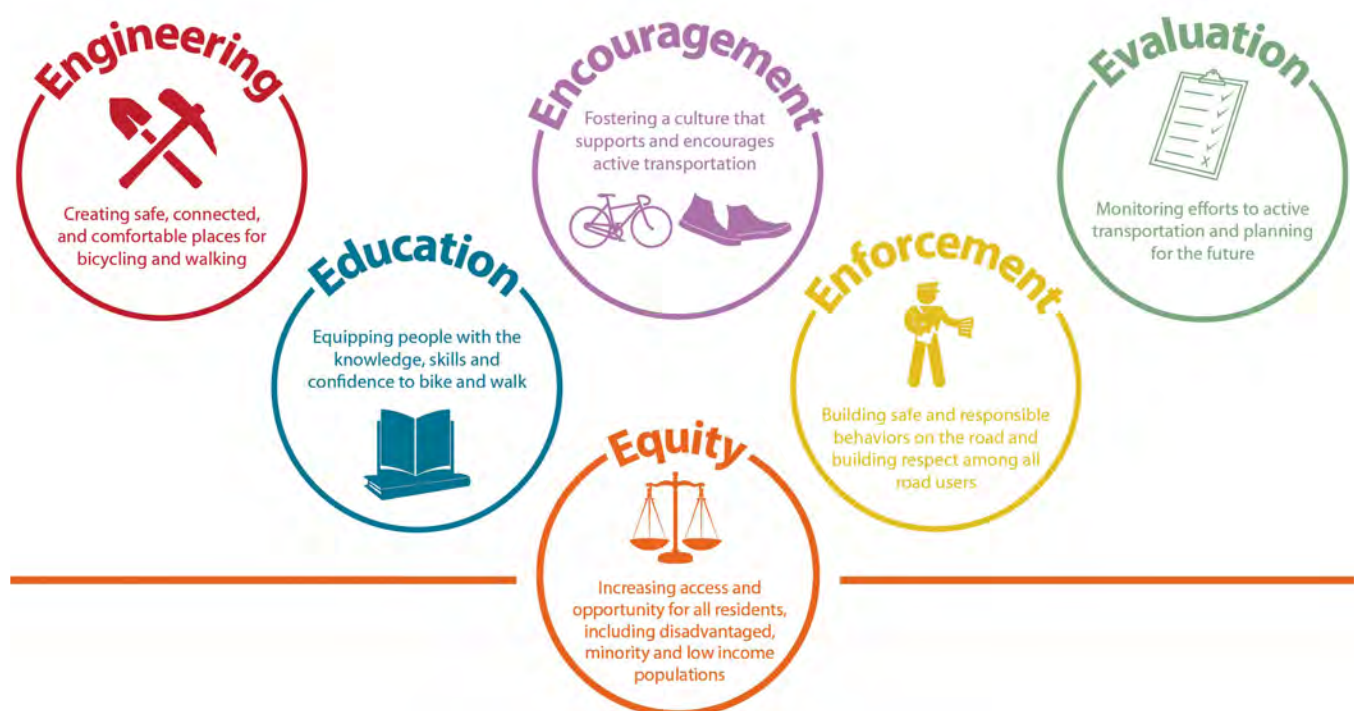 Engineering
Creating safe, connected,
and comfortable places for
bicycling and walking
Education
Equipping people with the
knowledge, skills and
confidence to bike and walk
Encouragement
Fostering a culture that
supports and encourages
active transportation
Equity
Increasing access and
opportunity for all residents,
including disadvantaged,
minority and low income
populations
Enforcement
Building safe and responsible
behaviors on the road and
building respect among all
road users
Evaluation
Monitoring efforts to active
transportation and planning
for the future